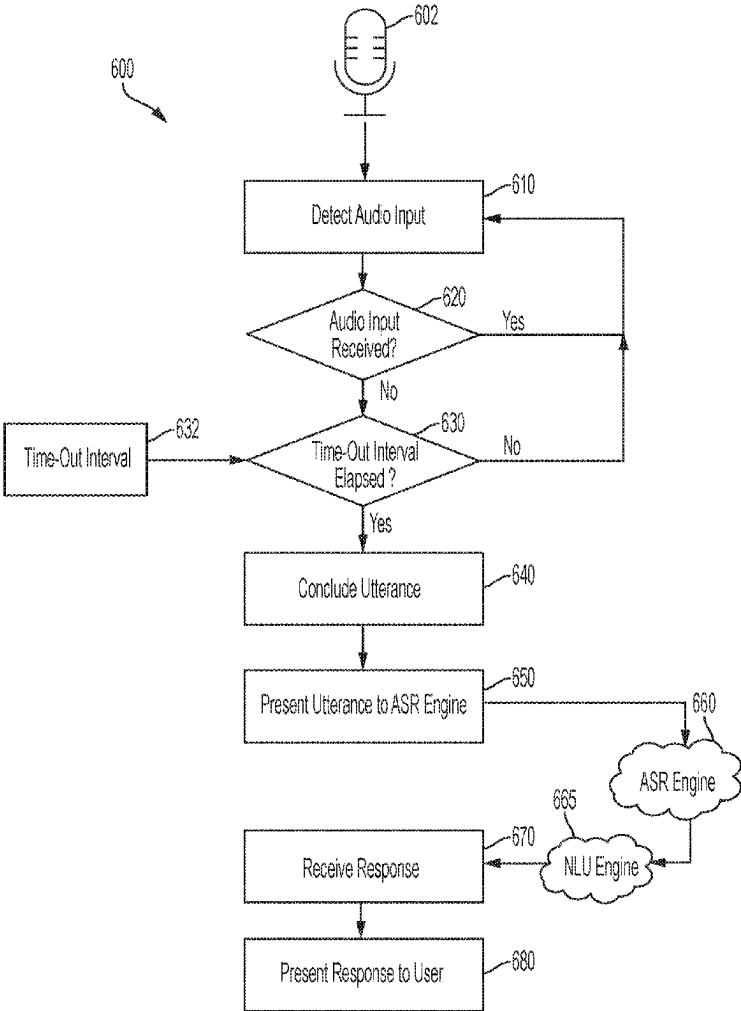 602
600
610
Detect Audio Input
620
Audio Input
Received?
Yes
No
630
632
Time-Out Interval
Time-Out Interval
Elapsed ?
No
Yes
640
Conclude Utterance
650
Present Utterance to ASR Engine
660
ASR Engine
665
NLU Engine
670
Receive Response
680
Present Response to User